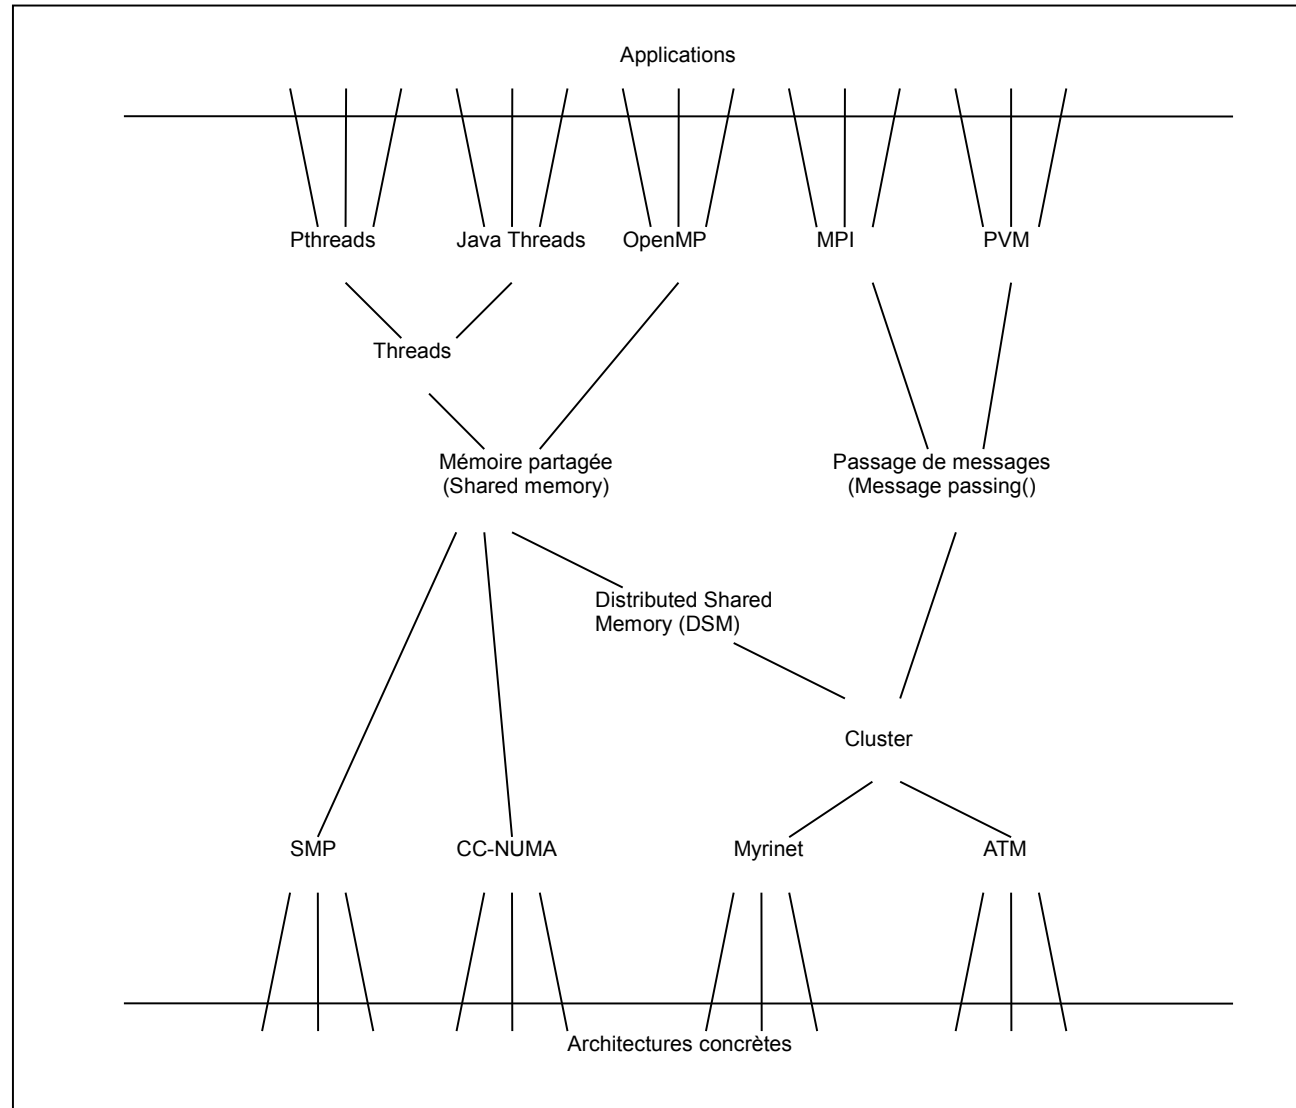 Applications
Pthreads
Java Threads
OpenMP
MPI
PVM
Threads
Mémoire partagée
(Shared memory)
Passage de messages
(Message passing()
Distributed Shared
Memory (DSM)
Cluster
SMP
CC-NUMA
Myrinet
ATM
Architectures concrètes